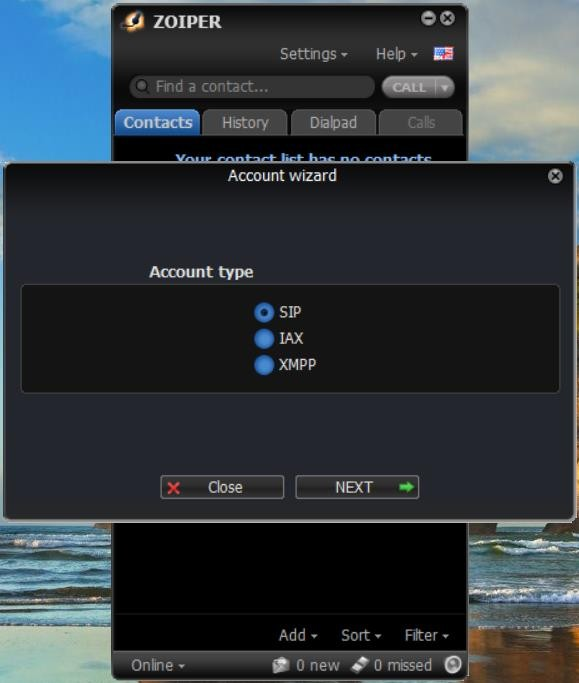 ZOIPER
Settings Help
Find a contact... CALL
Contacts History Dialpad Calls
Your contact list has no contacts
Account wizard
Account type
SIP
IAX
XMPP
Close NEXT
Add Sort Filter
Online 0 new 0 missed